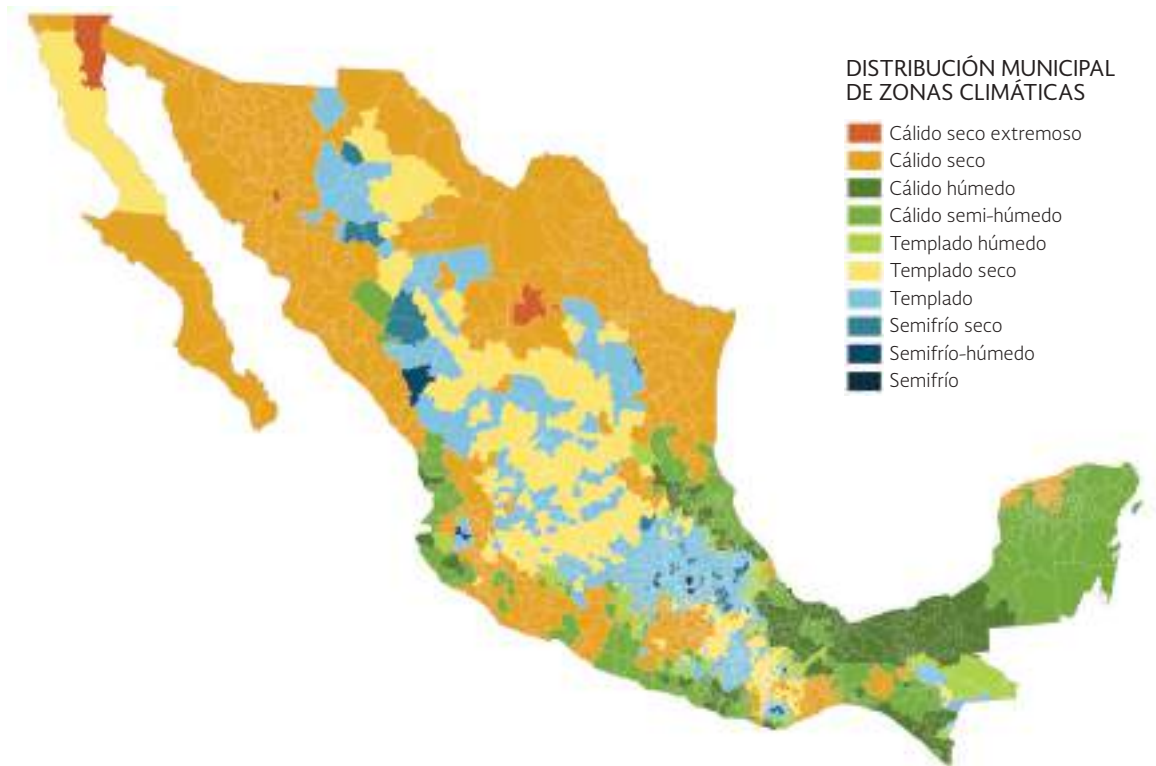 DISTRIBUCIÓN MUNICIPAL
DE ZONAS CLIMÁTICAS
Cálido seco extremoso
Cálido seco
Cálido húmedo
Cálido semi-húmedo
Templado húmedo
Templado seco
Templado
Semifrío seco
Semifrío-húmedo
Semifrío